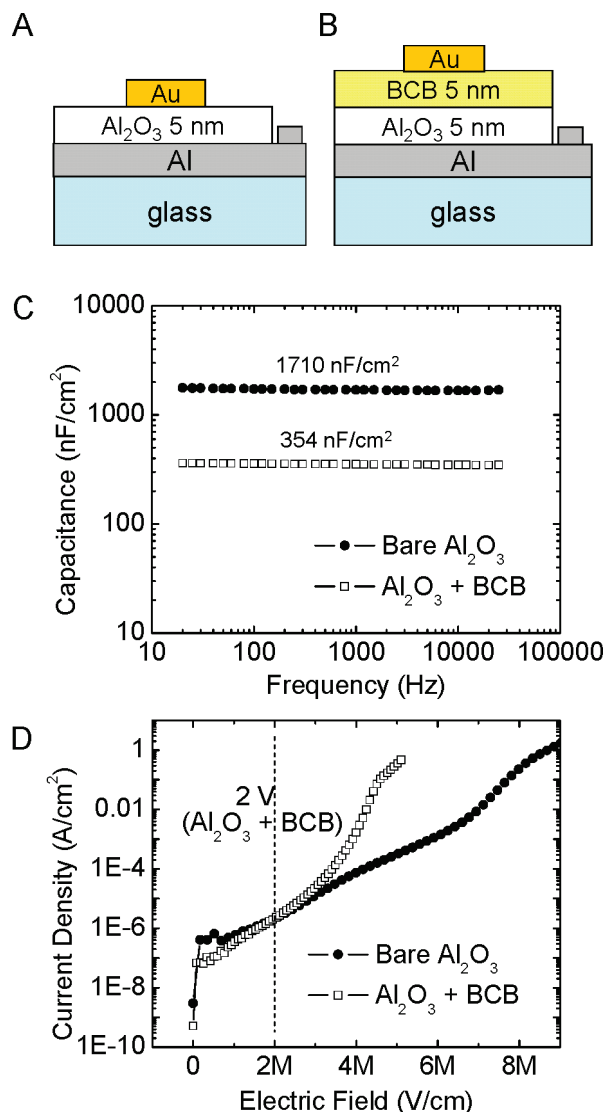 A
Au
Al₂O₃ 5 nm
Al
glass
B
Au
BCB 5 nm
Al₂O₃ 5 nm
Al
glass
C
Capacitance (nF/cm²)
10000
1000
100
10
1710 nF/cm²
354 nF/cm²
Bare Al₂O₃
Al₂O₃ + BCB
10 100 1000 10000 100000
Frequency (Hz)
D
Current Density (A/cm²)
1
0.01
1E-4
1E-6
1E-8
1E-10
2 V
(Al₂O₃ + BCB)
Bare Al₂O₃
Al₂O₃ + BCB
0 2M 4M 6M 8M
Electric Field (V/cm)